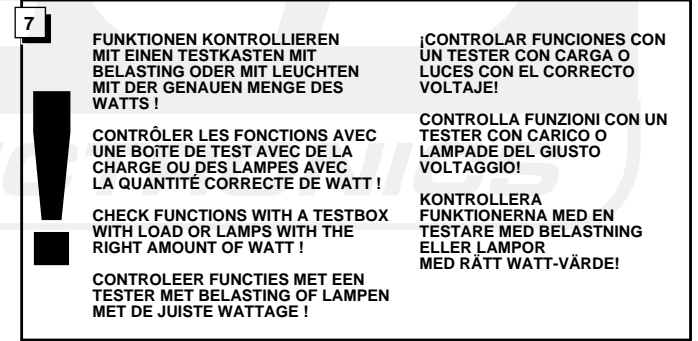 7
FUNKTIONEN KONTROLLIEREN
MIT EINEN TESTKASTEN MIT
BELASTING ODER MIT LEUCHTEN
MIT DER GENAUEN MENGE DES
WATTS !
CONTRÔLER LES FONCTIONS AVEC
UNE BOîTE DE TEST AVEC DE LA
CHARGE OU DES LAMPES AVEC
LA QUANTITÉ CORRECTE DE WATT !
CHECK FUNCTIONS WITH A TESTBOX
WITH LOAD OR LAMPS WITH THE
RIGHT AMOUNT OF WATT !
CONTROLEER FUNCTIES MET EEN
TESTER MET BELASTING OF LAMPEN
MET DE JUISTE WATTAGE !
¡CONTROLAR FUNCIONES CON
UN TESTER CON CARGA O
LUCES CON EL CORRECTO
VOLTAJE!
CONTROLLA FUNZIONI CON UN
TESTER CON CARICO O
LAMPADE DEL GIUSTO
VOLTAGGIO!
KONTROLLERA
FUNKTIONERNA MED EN
TESTARE MED BELASTNING
ELLER LAMPOR
MED RÄTT WATT-VÄRDE!
!
CTRONICS